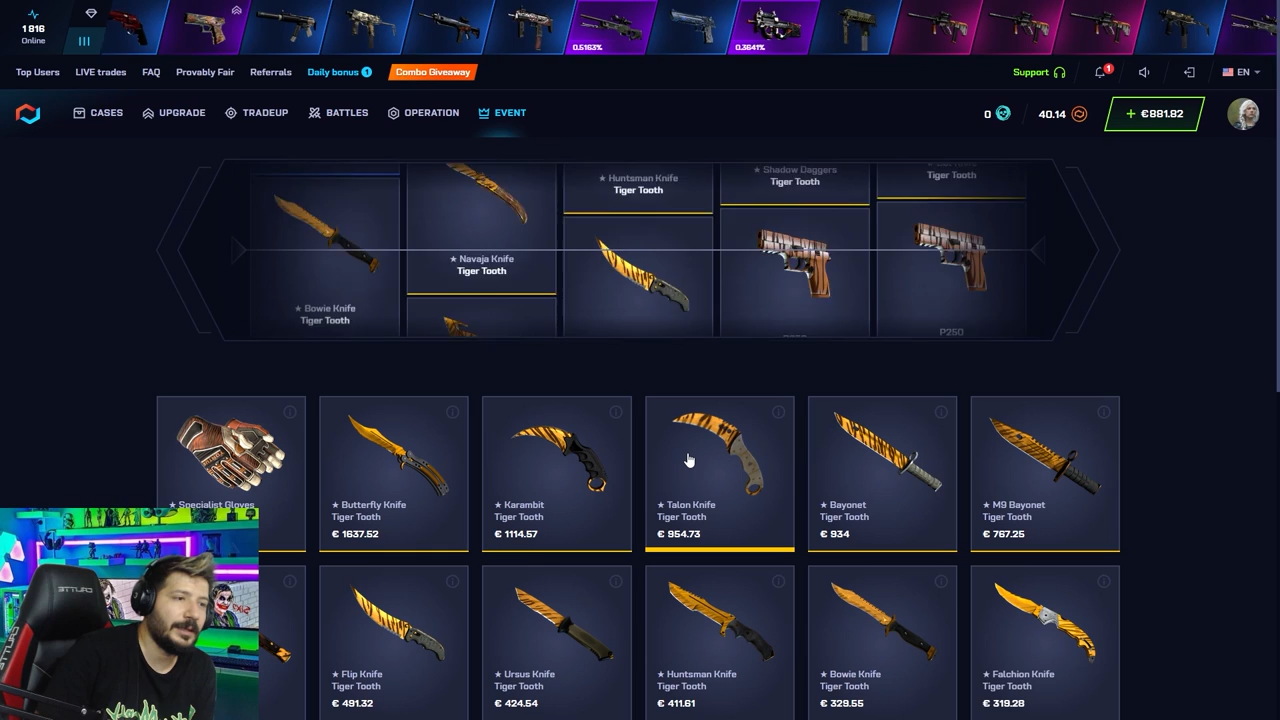 1 816
Online
0.5163%
0.3641%
Top Users
LIVE trades
FAQ
Provably Fair
Referrals
Daily bonus 1
Combo Giveaway
Support
1
EN
CASES
UPGRADE
TRADEUP
BATTLES
OPERATION
EVENT
0
40.14
+ €881.82
★ Bowie Knife
Tiger Tooth
★ Navaja Knife
Tiger Tooth
★ Huntsman Knife
Tiger Tooth
★ Shadow Daggers
Tiger Tooth
Tiger Tooth
P250
★ Specialist Gloves
★ Butterfly Knife
Tiger Tooth
€ 1637.52
★ Karambit
Tiger Tooth
€ 1114.57
★ Talon Knife
Tiger Tooth
€ 954.73
★ Bayonet
Tiger Tooth
€ 934
★ M9 Bayonet
Tiger Tooth
€ 767.25
★ Flip Knife
Tiger Tooth
€ 491.32
★ Ursus Knife
Tiger Tooth
€ 424.54
★ Huntsman Knife
Tiger Tooth
€ 411.61
★ Bowie Knife
Tiger Tooth
€ 329.55
★ Falchion Knife
Tiger Tooth
€ 319.28